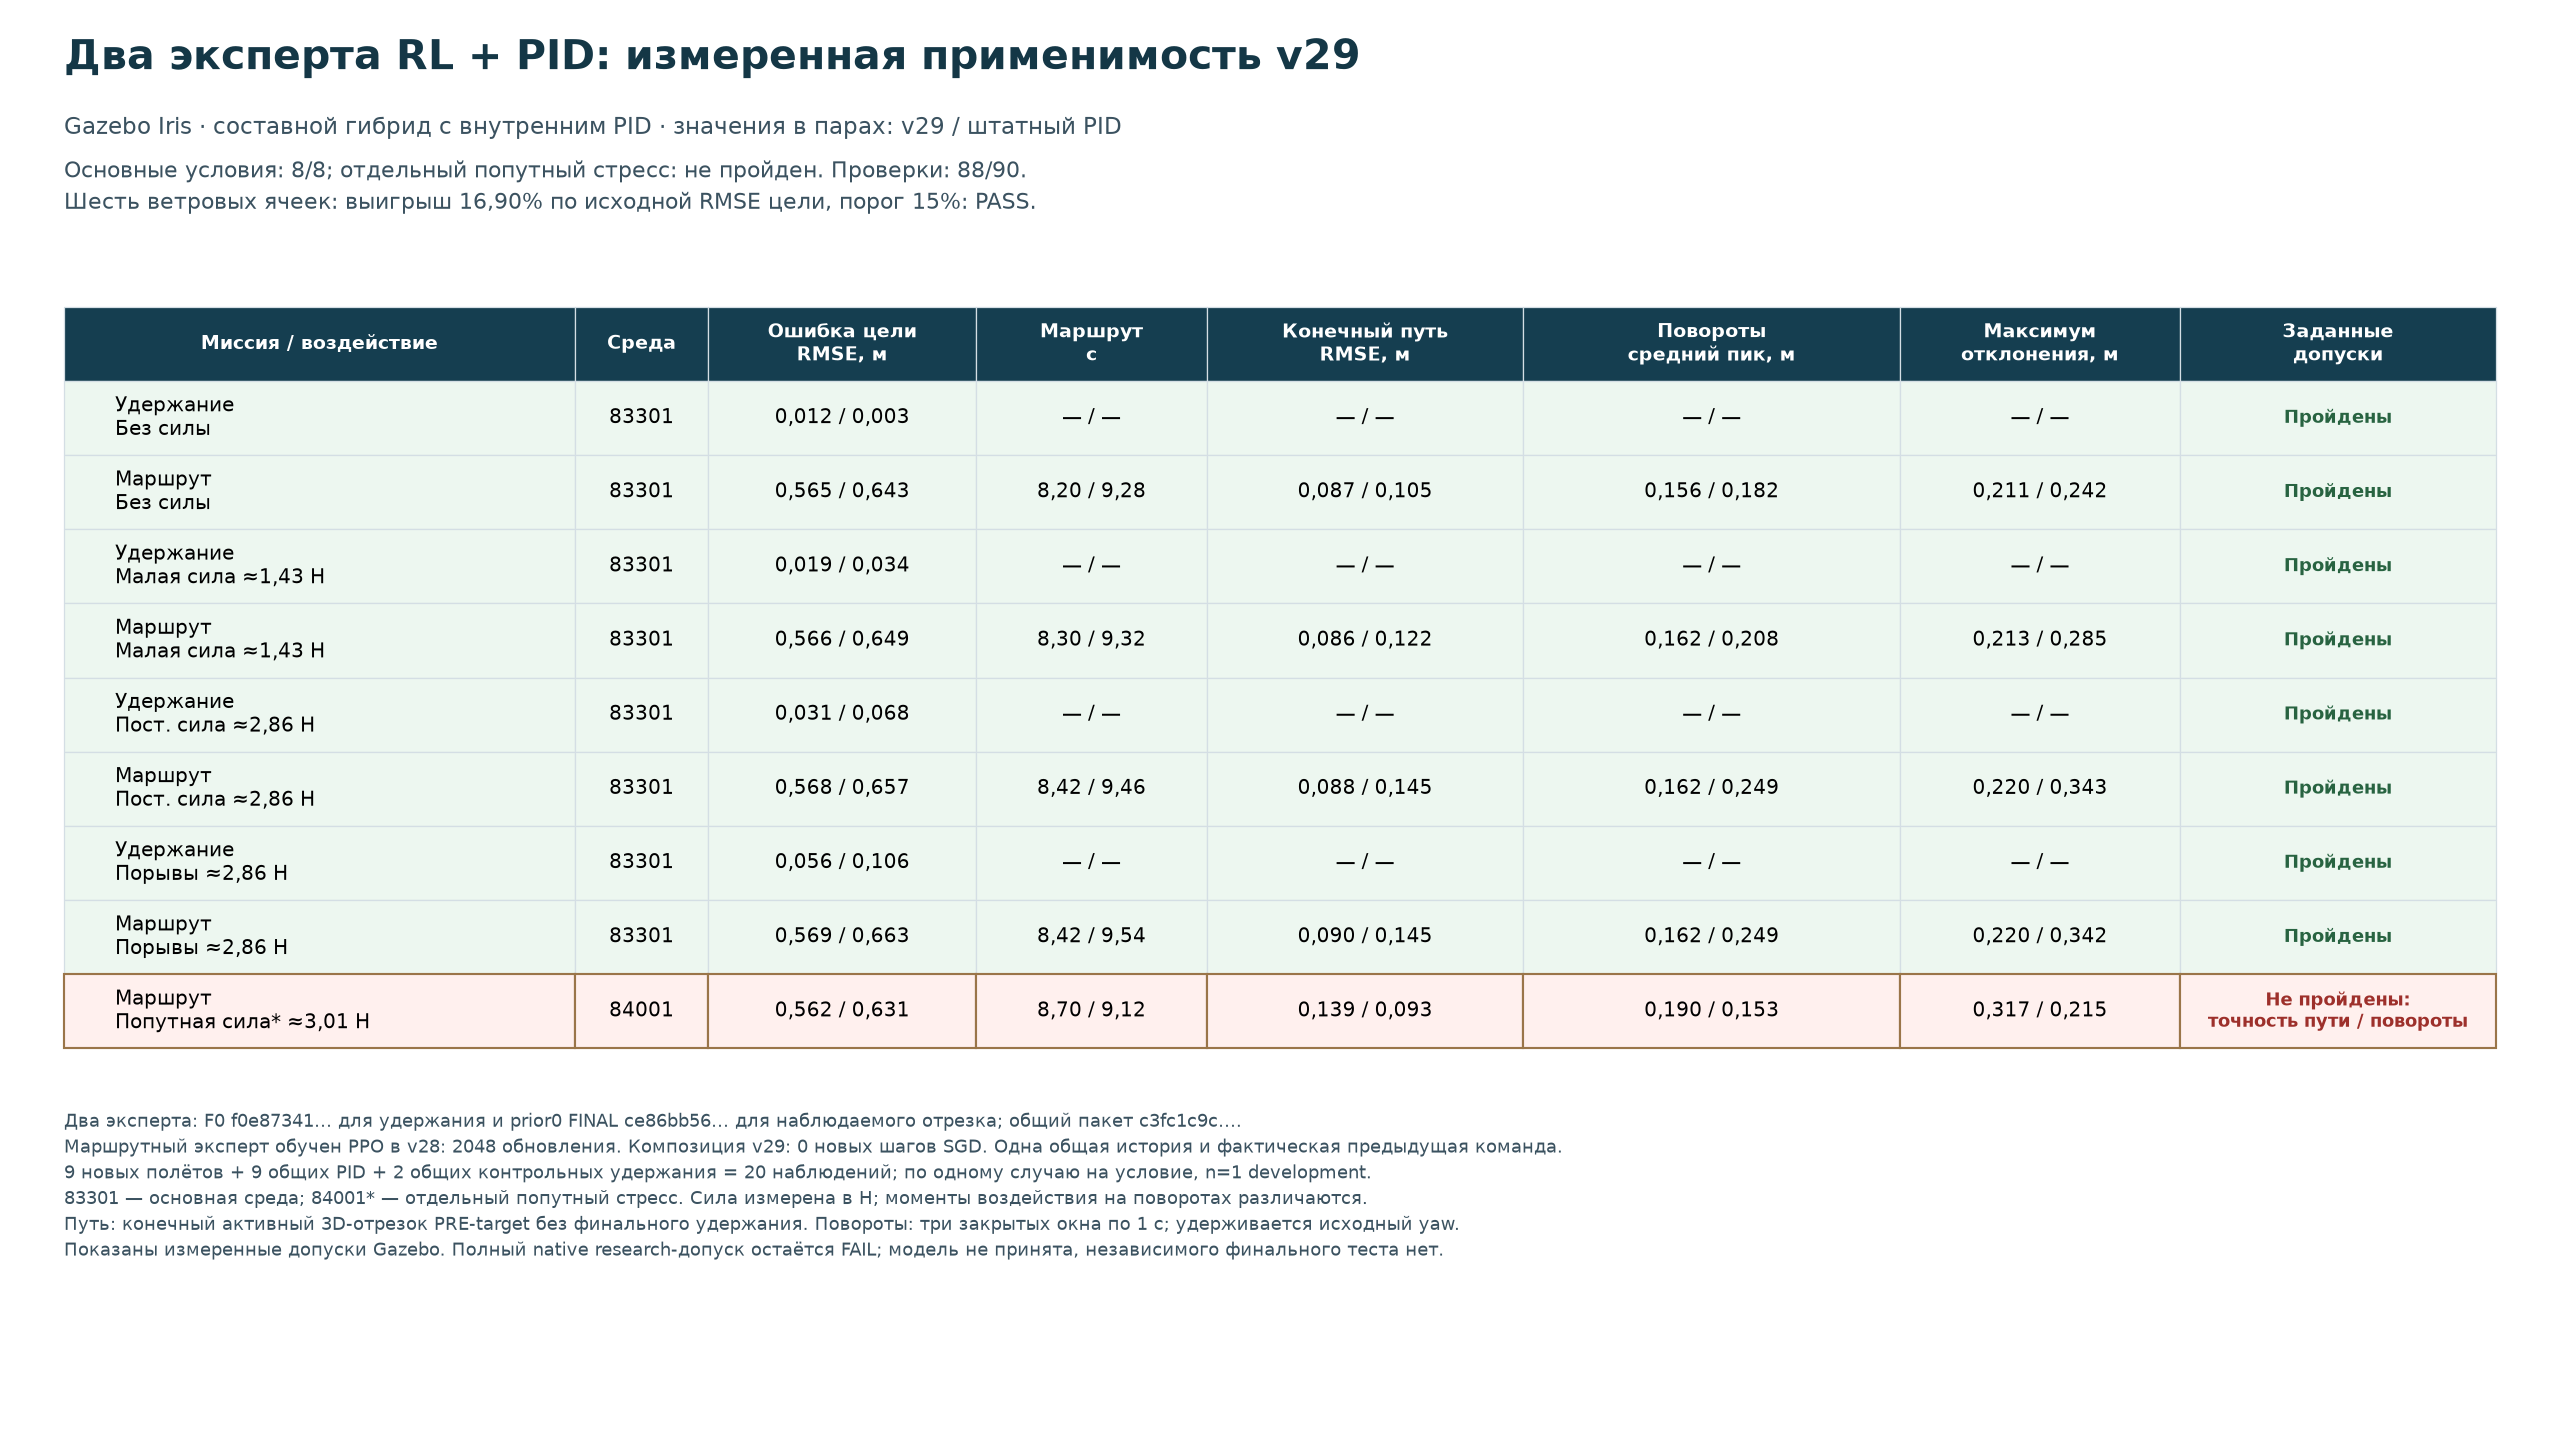 Два эксперта RL + PID: измеренная применимость v29
Gazebo Iris · составной гибрид с внутренним PID · значения в парах: v29 / штатный PID
Основные условия: 8/8; отдельный попутный стресс: не пройден. Проверки: 88/90.
Шесть ветровых ячеек: выигрыш 16,90% по исходной RMSE цели, порог 15%: PASS.
Миссия / воздействие
Среда
Ошибка цели
RMSE, м
Маршрут
с
Конечный путь
RMSE, м
Повороты
средний пик, м
Максимум
отклонения, м
Заданные
допуски
Удержание
Без силы
83301
0,012 / 0,003
— / —
— / —
— / —
— / —
Пройдены
Маршрут
Без силы
83301
0,565 / 0,643
8,20 / 9,28
0,087 / 0,105
0,156 / 0,182
0,211 / 0,242
Пройдены
Удержание
Малая сила ≈1,43 Н
83301
0,019 / 0,034
— / —
— / —
— / —
— / —
Пройдены
Маршрут
Малая сила ≈1,43 Н
83301
0,566 / 0,649
8,30 / 9,32
0,086 / 0,122
0,162 / 0,208
0,213 / 0,285
Пройдены
Удержание
Пост. сила ≈2,86 Н
83301
0,031 / 0,068
— / —
— / —
— / —
— / —
Пройдены
Маршрут
Пост. сила ≈2,86 Н
83301
0,568 / 0,657
8,42 / 9,46
0,088 / 0,145
0,162 / 0,249
0,220 / 0,343
Пройдены
Удержание
Порывы ≈2,86 Н
83301
0,056 / 0,106
— / —
— / —
— / —
— / —
Пройдены
Маршрут
Порывы ≈2,86 Н
83301
0,569 / 0,663
8,42 / 9,54
0,090 / 0,145
0,162 / 0,249
0,220 / 0,342
Пройдены
Маршрут
Попутная сила* ≈3,01 Н
84001
0,562 / 0,631
8,70 / 9,12
0,139 / 0,093
0,190 / 0,153
0,317 / 0,215
Не пройдены:
точность пути / повороты
Два эксперта: F0 f0e87341… для удержания и prior0 FINAL ce86bb56… для наблюдаемого отрезка; общий пакет c3fc1c9c….
Маршрутный эксперт обучен PPO в v28: 2048 обновления. Композиция v29: 0 новых шагов SGD. Одна общая история и фактическая предыдущая команда.
9 новых полётов + 9 общих PID + 2 общих контрольных удержания = 20 наблюдений; по одному случаю на условие, n=1 development.
83301 — основная среда; 84001* — отдельный попутный стресс. Сила измерена в Н; моменты воздействия на поворотах различаются.
Путь: конечный активный 3D-отрезок PRE-target без финального удержания. Повороты: три закрытых окна по 1 с; удерживается исходный yaw.
Показаны измеренные допуски Gazebo. Полный native research-допуск остаётся FAIL; модель не принята, независимого финального теста нет.